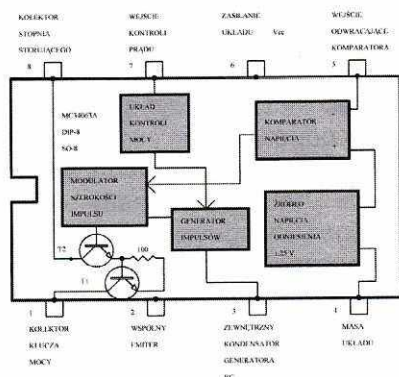 KOLEKTOR
STOPNIA
STERUJĄCEGO
8
WEJŚCIE
KONTROLI
PRĄDU
7
ZASILANIE
UKŁADU Vcc
6
WEJŚCIE
ODWRACAJĄCE
KOMPARATORA
5
MC34063A
DIP-8
SO-8
UKŁAD
KONTROLI
MOCY
KOMPARATOR
NAPIĘCIA
MODULATOR
SZEROKOŚCI
IMPULSU
GENERATOR
IMPULSÓW
ŹRÓDŁO
NAPIĘCIA
ODNIESIENIA
1.25 V
T2
100
T1
1
KOLEKTOR
KLUCZA
MOCY
2
WSPÓLNY
EMITER
3
ZEWNĘTRZNY
KONDENSATOR
GENERATORA
4
MASA
UKŁADU